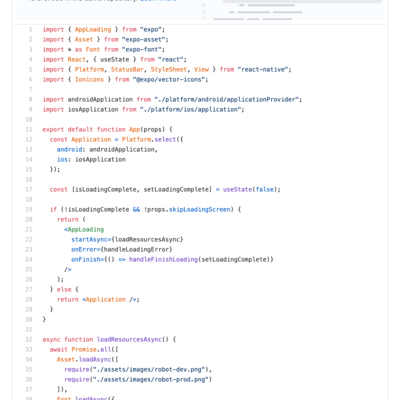 1 import { AppLoading } from "expo";
2 import { Asset } from "expo-asset";
3 import * as Font from "expo-font";
4 import React, { useState } from "react";
5 import { Platform, StatusBar, StyleSheet, View } from "react-native";
6 import { Ionicons } from "@expo/vector-icons";
7
8 import androidApplication from "./platform/android/applicationProvider";
9 import iosApplication from "./platform/ios/application";
10
11 export default function App(props) {
12 const Application = Platform.select({
13 android: androidApplication,
14 ios: iosApplication
15 });
16
17 const [isLoadingComplete, setLoadingComplete] = useState(false);
18
19 if (!isLoadingComplete && !props.skipLoadingScreen) {
20 return (
21 <AppLoading
22 startAsync={loadResourcesAsync}
23 onError={handleLoadingError}
24 onFinish={() => handleFinishLoading(setLoadingComplete)}
25 />
26 );
27 } else {
28 return <Application />;
29 }
30 }
31
32 async function loadResourcesAsync() {
33 await Promise.all([
34 Asset.loadAsync([
35 require("./assets/images/robot-dev.png"),
36 require("./assets/images/robot-prod.png")
37 ]),
38 Font.loadAsync({